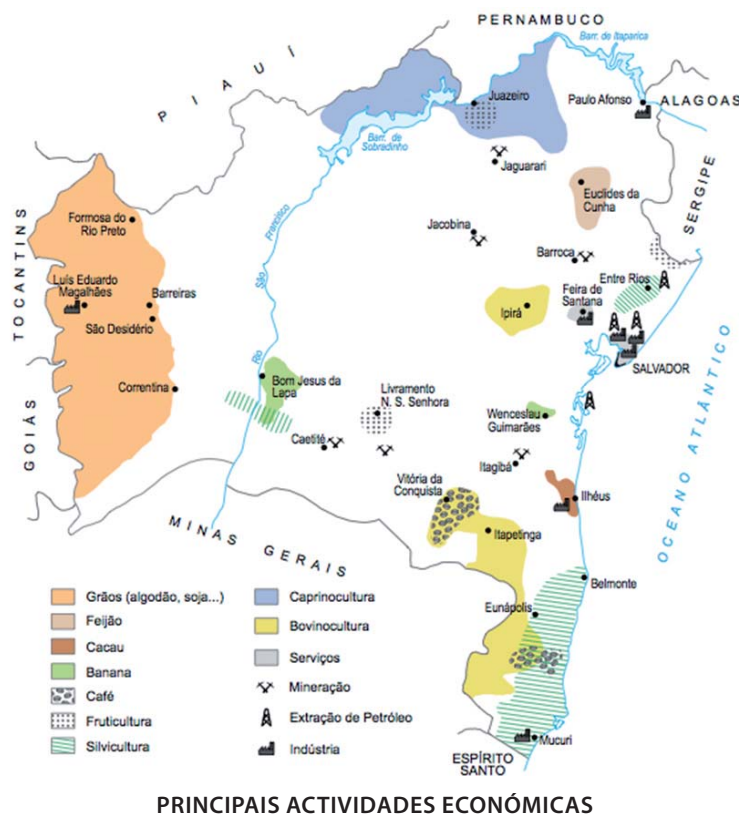 PERNAMBUCO
Barr. de Itaparica
PIAUÍ
Juazeiro
Paulo Afonso
ALAGOAS
Barr. de
Sobradinho
Jaguarari
SERGIPE
Euclides da
Cunha
TOCANTINS
Formosa do
Rio Preto
Francisco
São
Rio
Jacobina
Barroca
Entre Rios
Luís Eduardo
Magalhães
Barreiras
São Desidério
Feira de
Santana
Ipirá
SALVADOR
OCEANO ATLÂNTICO
GOIÁS
Correntina
Bom Jesus da
Lapa
Livramento
N. S. Senhora
Wenceslau
Guimarães
Caetité
Itagibá
Vitória da
Conquista
Ilhéus
MINAS GERAIS
Itapetinga
Belmonte
Eunápolis
Mucuri
ESPÍRITO
SANTO
Grãos (algodão, soja...)
Feijão
Cacau
Banana
Café
Fruticultura
Silvicultura
Caprinocultura
Bovinocultura
Serviços
Mineração
Extração de Petróleo
Indústria
PRINCIPAIS ACTIVIDADES ECONÓMICAS